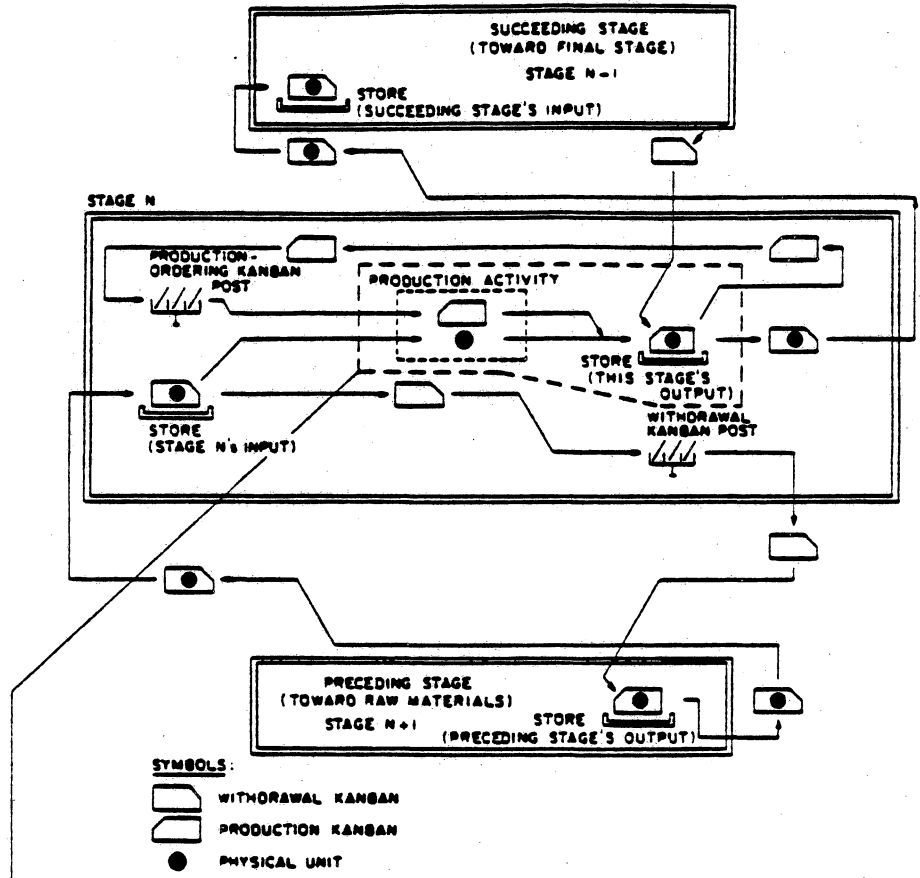 SUCCEEDING STAGE
(TOWARD FINAL STAGE)
STAGE N-1
STORE
(SUCCEEDING STAGE'S INPUT)
STAGE N
PRODUCTION-
ORDERING KANBAN
POST
PRODUCTION ACTIVITY
STORE
(THIS STAGE'S
OUTPUT)
STORE
(STAGE N's INPUT)
WITHDRAWAL
KANBAN POST
PRECEDING STAGE
(TOWARD RAW MATERIALS)
STAGE N+1
STORE
(PRECEDING STAGE'S OUTPUT)
SYMBOLS:
WITHDRAWAL KANBAN
PRODUCTION KANBAN
PHYSICAL UNIT